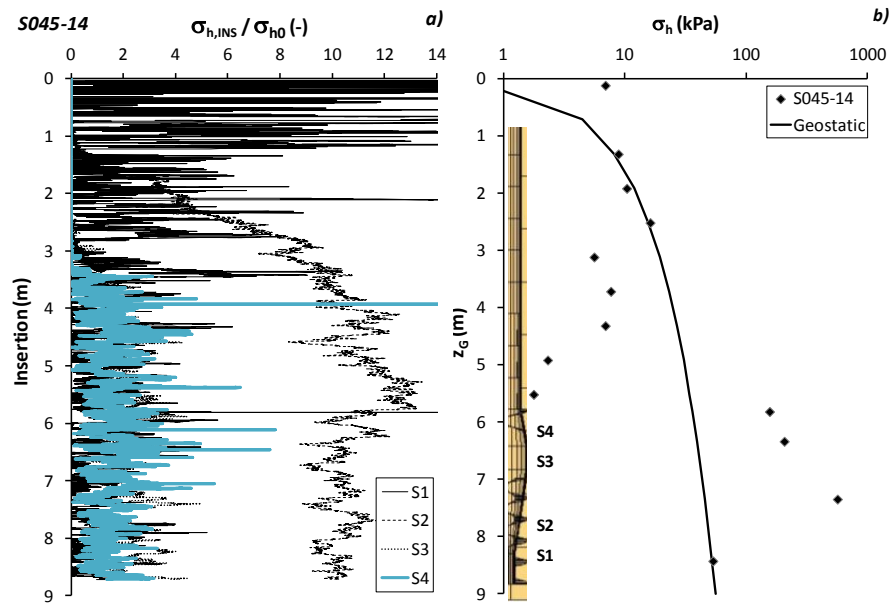 S045-14
σh,INS / σh0 (-)
a)
0 2 4 6 8 10 12 14
Insertion (m)
0
1
2
3
4
5
6
7
8
9
S1
S2
S3
S4
σh (kPa)
b)
1 10 100 1000
zG (m)
0
1
2
3
4
5
6
7
8
9
S045-14
Geostatic
S4
S3
S2
S1